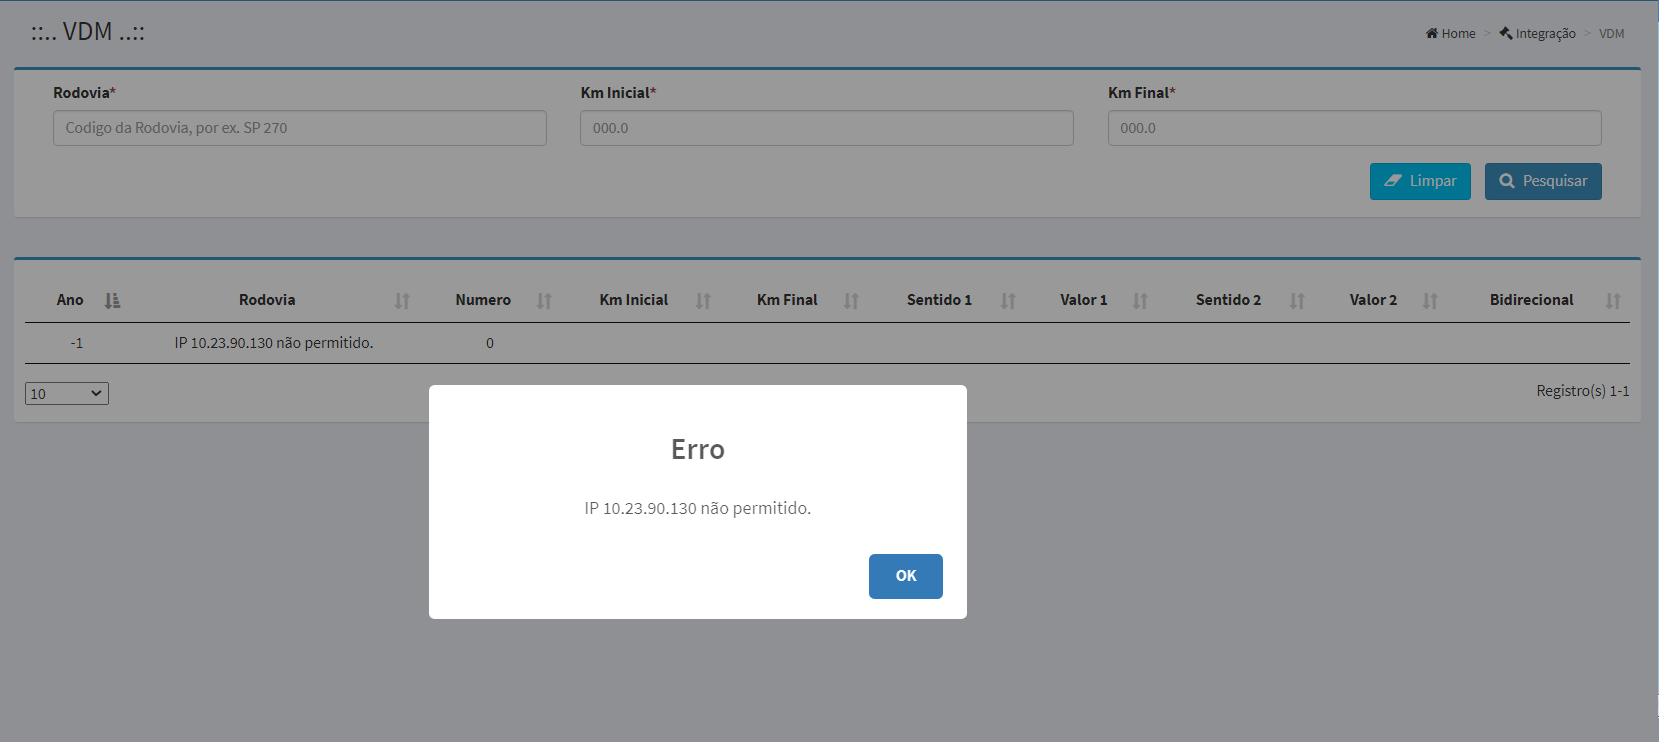 ::.. VDM ..::
Home > Integração > VDM
Rodovia* Km Inicial* Km Final*
Codigo da Rodovia, por ex. SP 270 000.0 000.0
Limpar Pesquisar
Ano Rodovia Numero Km Inicial Km Final Sentido 1 Valor 1 Sentido 2 Valor 2 Bidirecional
-1 IP 10.23.90.130 não permitido. 0
10 Registro(s) 1-1
Erro
IP 10.23.90.130 não permitido.
OK